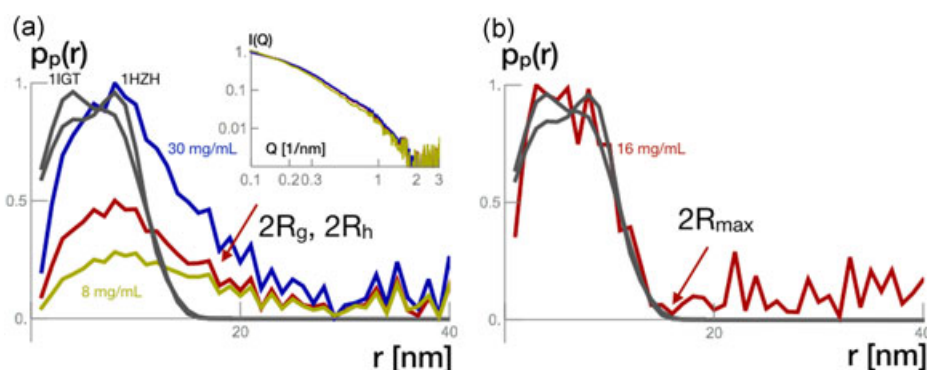 (a)
pₚ(r)
1IGT 1HZH
1.
30 mg/mL
0.5
8 mg/mL
0.
20
40
r [nm]
2Rg, 2Rh
I(Q)
1.
0.1
0.01
Q [1/nm]
0.1 0.2 0.3 1 2 3
(b)
pₚ(r)
1.
16 mg/mL
0.5
2Rmax
0.
20
40
r [nm]